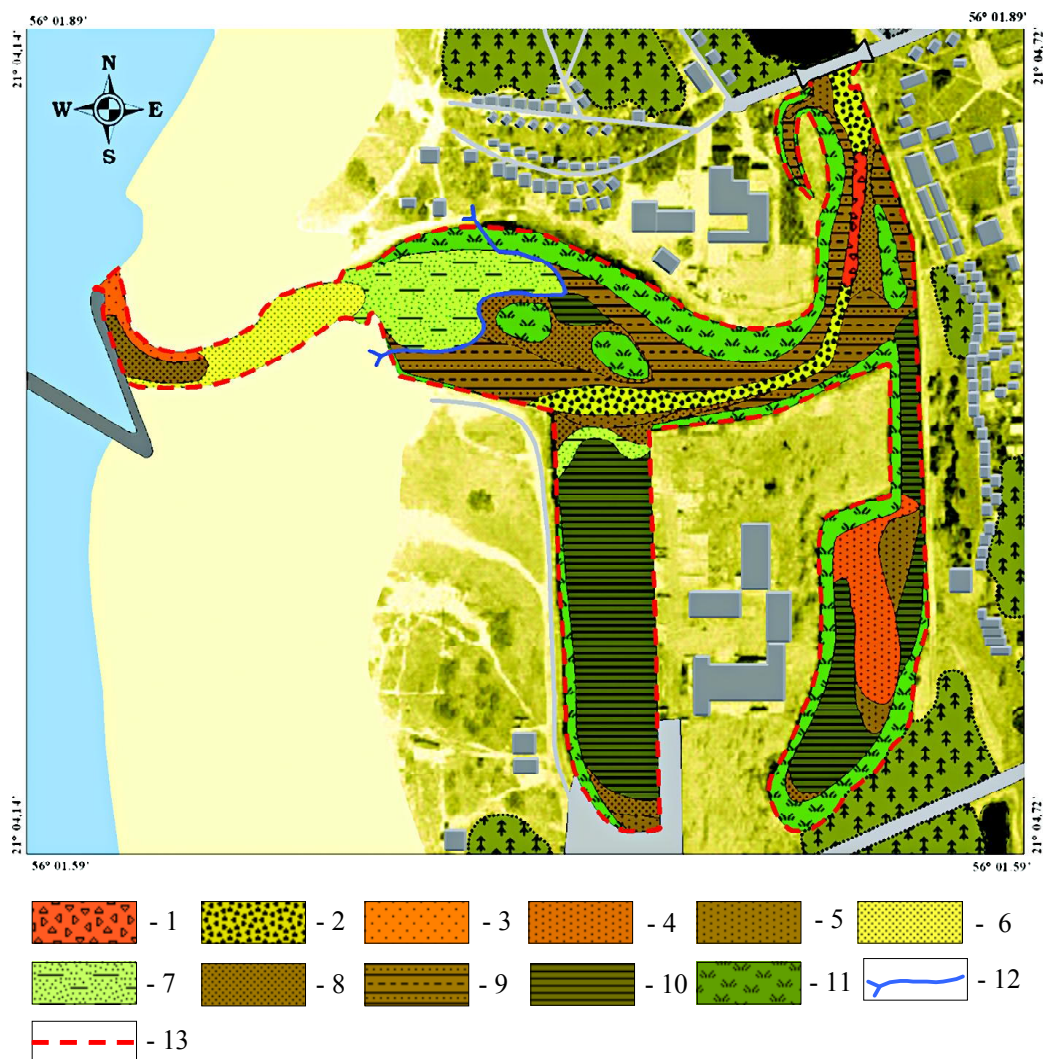 56° 01.89' 56° 01.89'
21° 04.14' 21° 04.72'
N
W E
S
21° 04.14' 21° 04.72'
56° 01.59' 56° 01.59'
- 1 - 2 - 3 - 4 - 5 - 6
- 7 - 8 - 9 - 10 - 11 - 12
- 13